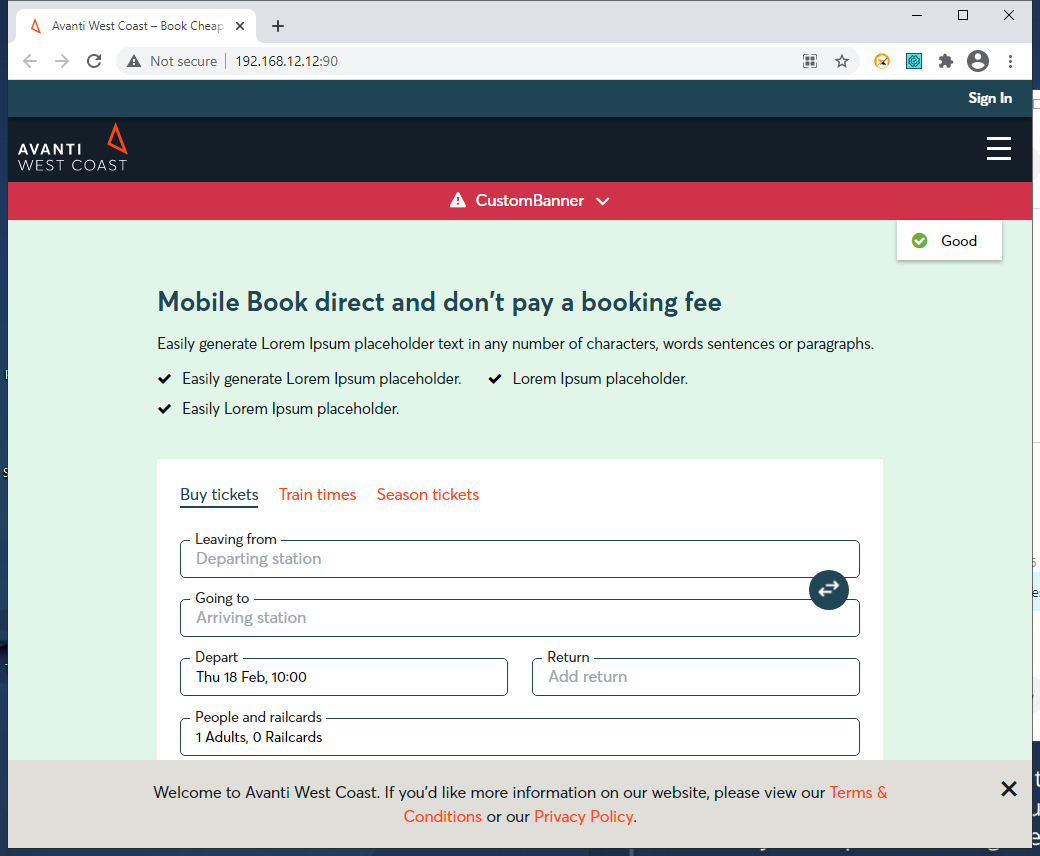 Avanti West Coast – Book Cheap
Not secure
192.168.12.12:90
Sign In
AVANTI
WEST COAST
CustomBanner
Good
Mobile Book direct and don't pay a booking fee
Easily generate Lorem Ipsum placeholder text in any number of characters, words sentences or paragraphs.
Easily generate Lorem Ipsum placeholder. Lorem Ipsum placeholder.
Easily Lorem Ipsum placeholder.
Buy tickets Train times Season tickets
Leaving from
Departing station
Going to
Arriving station
Depart Return
Thu 18 Feb, 10:00 Add return
People and railcards
1 Adults, 0 Railcards
Welcome to Avanti West Coast. If you'd like more information on our website, please view our Terms &
Conditions or our Privacy Policy.